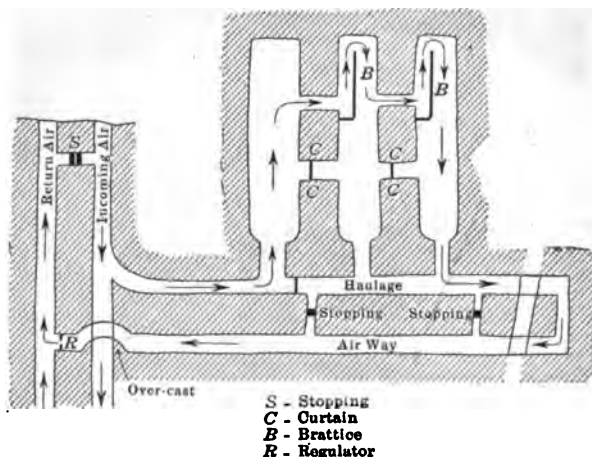 S
Return Air
Incoming Air
B
B
C
C
C
C
Haulage
Stopping
Stopping
R
Air Way
Over-cast
S - Stopping
C - Curtain
B - Brattice
R - Regulator